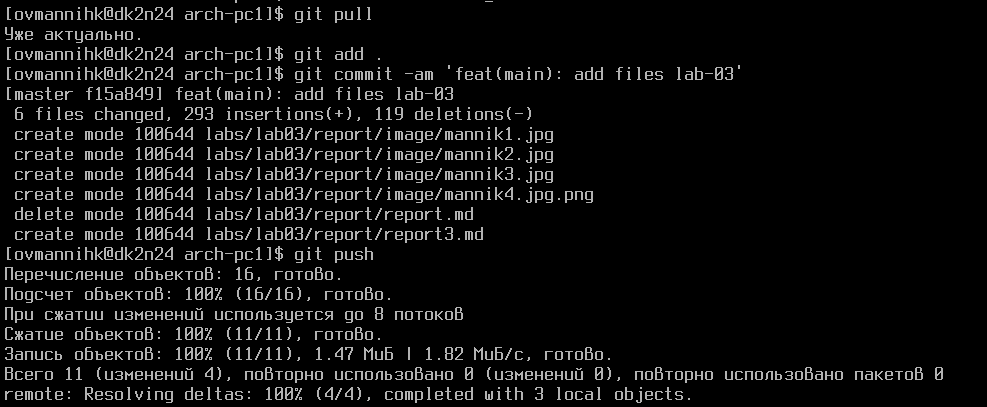 [ovmannihk@dk2n24 arch-pc1]$ git pull
Уже актуально.
[ovmannihk@dk2n24 arch-pc1]$ git add .
[ovmannihk@dk2n24 arch-pc1]$ git commit -am 'feat(main): add files lab-03'
[master f15a849] feat(main): add files lab-03
 6 files changed, 293 insertions(+), 119 deletions(-)
 create mode 100644 labs/lab03/report/image/mannik1.jpg
 create mode 100644 labs/lab03/report/image/mannik2.jpg
 create mode 100644 labs/lab03/report/image/mannik3.jpg
 create mode 100644 labs/lab03/report/image/mannik4.jpg.png
 delete mode 100644 labs/lab03/report/report.md
 create mode 100644 labs/lab03/report/report3.md
[ovmannihk@dk2n24 arch-pc1]$ git push
Перечисление объектов: 16, готово.
Подсчет объектов: 100% (16/16), готово.
При сжатии изменений используется до 8 потоков
Сжатие объектов: 100% (11/11), готово.
Запись объектов: 100% (11/11), 1.47 МиБ | 1.82 МиБ/с, готово.
Всего 11 (изменений 4), повторно использовано 0 (изменений 0), повторно использовано пакетов 0
remote: Resolving deltas: 100% (4/4), completed with 3 local objects.